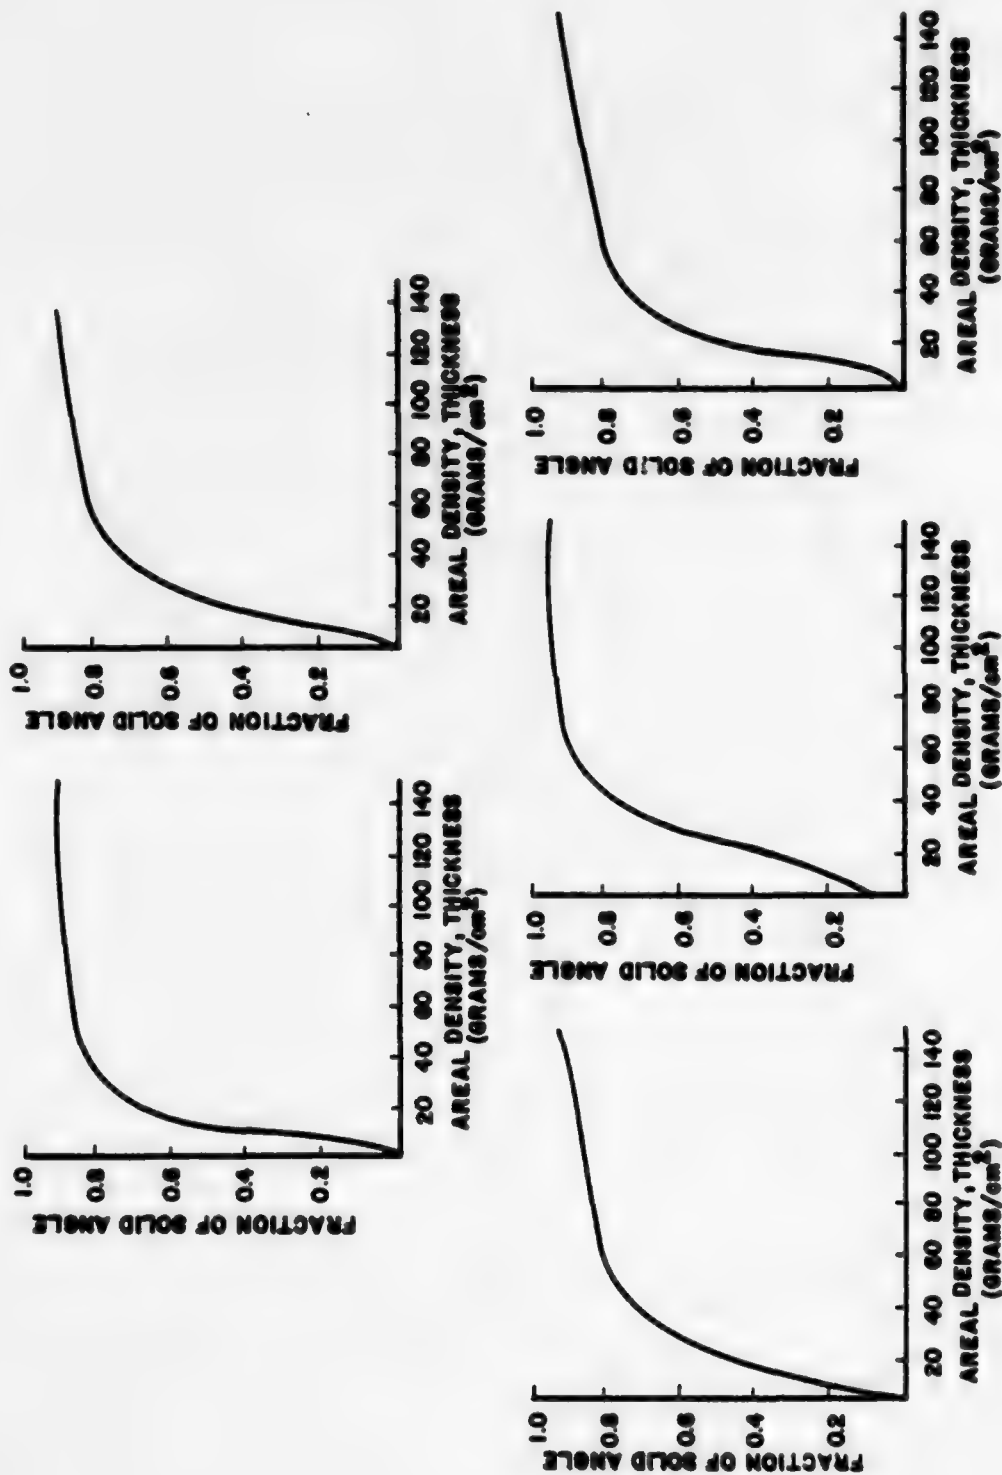 FRACTION OF SOLID ANGLE
1.0
0.8
0.6
0.4
0.2
20 40 60 80 100 120 140
AREAL DENSITY, THICKNESS
(GRAMS/cm²)
FRACTION OF SOLID ANGLE
1.0
0.8
0.6
0.4
0.2
20 40 60 80 100 120 140
AREAL DENSITY, THICKNESS
(GRAMS/cm²)
FRACTION OF SOLID ANGLE
1.0
0.8
0.6
0.4
0.2
20 40 60 80 100 120 140
AREAL DENSITY, THICKNESS
(GRAMS/cm²)
FRACTION OF SOLID ANGLE
1.0
0.8
0.6
0.4
0.2
20 40 60 80 100 120 140
AREAL DENSITY, THICKNESS
(GRAMS/cm²)
FRACTION OF SOLID ANGLE
1.0
0.8
0.6
0.4
0.2
20 40 60 80 100 120 140
AREAL DENSITY, THICKNESS
(GRAMS/cm²)